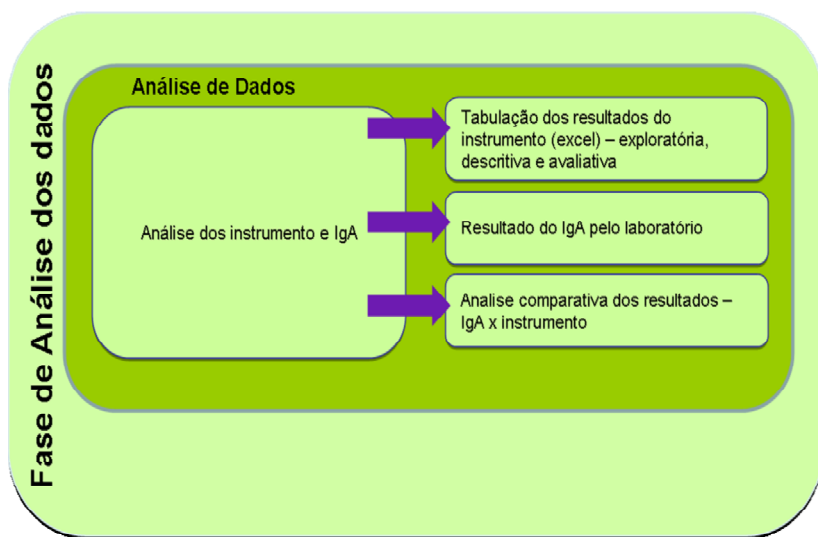 Fase de Análise dos dados
Análise de Dados
Análise dos instrumento e IgA
Tabulação dos resultados do
instrumento (excel) – exploratória,
descritiva e avaliativa
Resultado do IgA pelo laboratório
Analise comparativa dos resultados –
IgA x instrumento